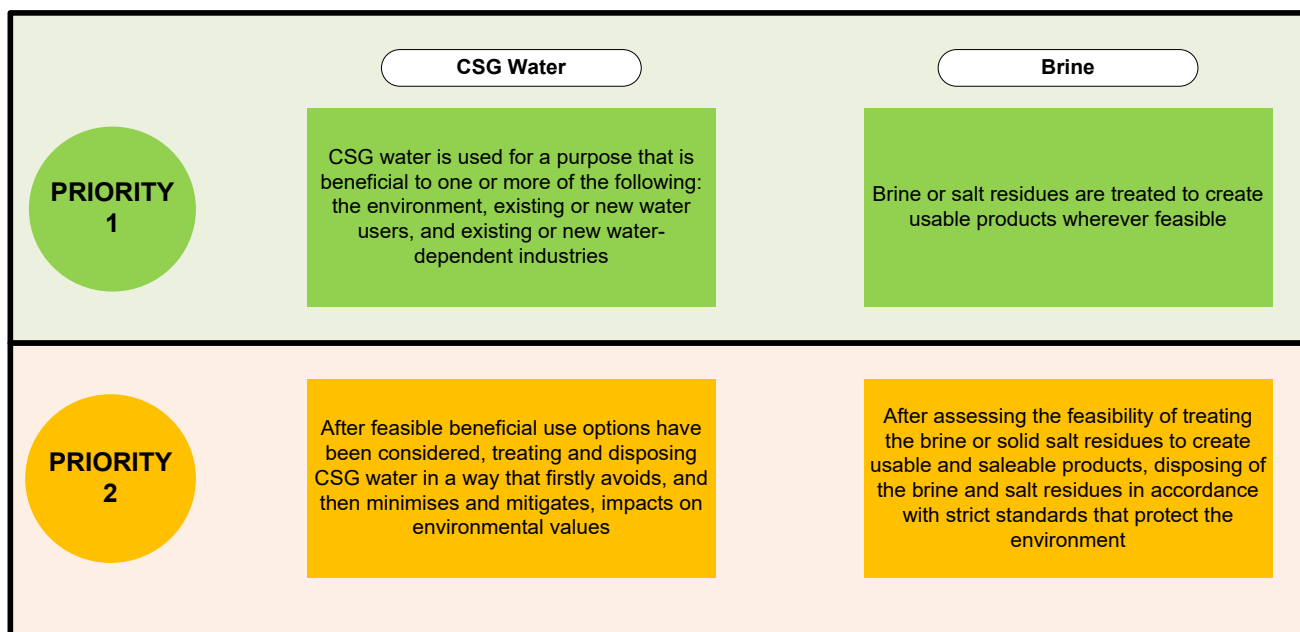 CSG Water
Brine
PRIORITY
1
CSG water is used for a purpose that is
beneficial to one or more of the following:
the environment, existing or new water
users, and existing or new water-
dependent industries
Brine or salt residues are treated to create
usable products wherever feasible
PRIORITY
2
After feasible beneficial use options have
been considered, treating and disposing
CSG water in a way that firstly avoids, and
then minimises and mitigates, impacts on
environmental values
After assessing the feasibility of treating
the brine or solid salt residues to create
usable and saleable products, disposing of
the brine and salt residues in accordance
with strict standards that protect the
environment